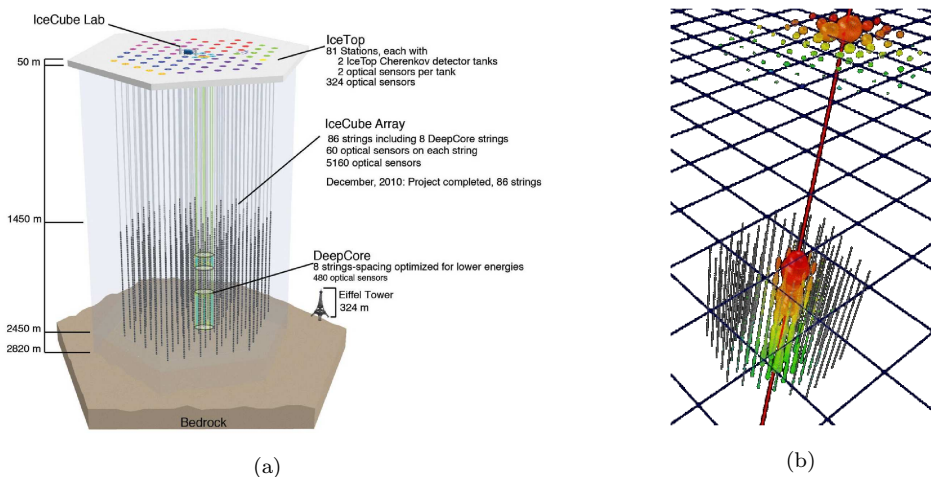 IceCube Lab
IceTop
81 Stations, each with
2 IceTop Cherenkov detector tanks
2 optical sensors per tank
324 optical sensors
50 m
IceCube Array
86 strings including 8 DeepCore strings
60 optical sensors on each string
5160 optical sensors
December, 2010: Project completed, 86 strings
1450 m
DeepCore
8 strings-spacing optimized for lower energies
480 optical sensors
Eiffel Tower
324 m
2450 m
2820 m
Bedrock
(a)
(b)